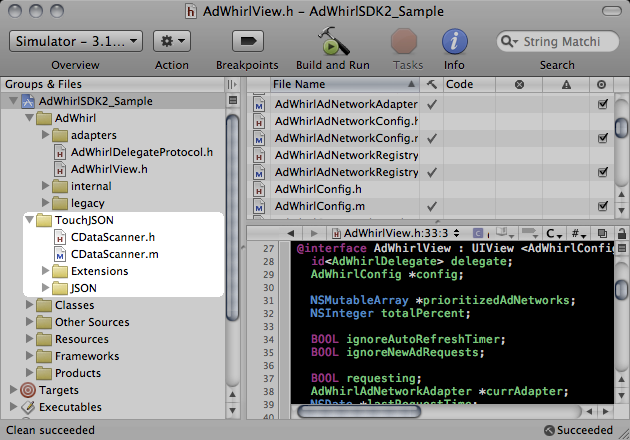 AdWhirlView.h - AdWhirlSDK2_Sample
Simulator - 3.1...
String Matchi
Overview
Action
Breakpoints
Build and Run
Tasks
Info
Search
Groups & Files
AdWhirlSDK2_Sample
AdWhirl
adapters
AdWhirlDelegateProtocol.h
AdWhirlView.h
internal
legacy
TouchJSON
CDataScanner.h
CDataScanner.m
Extensions
JSON
Classes
Other Sources
Resources
Frameworks
Products
Targets
Executables
File Name
Code
AdWhirlAdNetworkAdapter
AdWhirlAdNetworkConfig.h
AdWhirlAdNetworkConfig.m
AdWhirlAdNetworkRegistry
AdWhirlAdNetworkRegistry
AdWhirlConfig.h
AdWhirlConfig.m
AdWhirlView.h:33:3
C, #,
27 @interface AdWhirlView : UIView <AdWhirlConfig
28 id<AdWhirlDelegate> delegate;
29 AdWhirlConfig *config;
30
31 NSMutableArray *prioritizedAdNetworks;
32 NSInteger totalPercent;
33
34 BOOL ignoreAutoRefreshTimer;
35 BOOL ignoreNewAdRequests;
36
37 BOOL requesting;
38 AdWhirlAdNetworkAdapter *currAdapter;
39 NSDate *lastRequestTime;
Clean succeeded
Succeeded